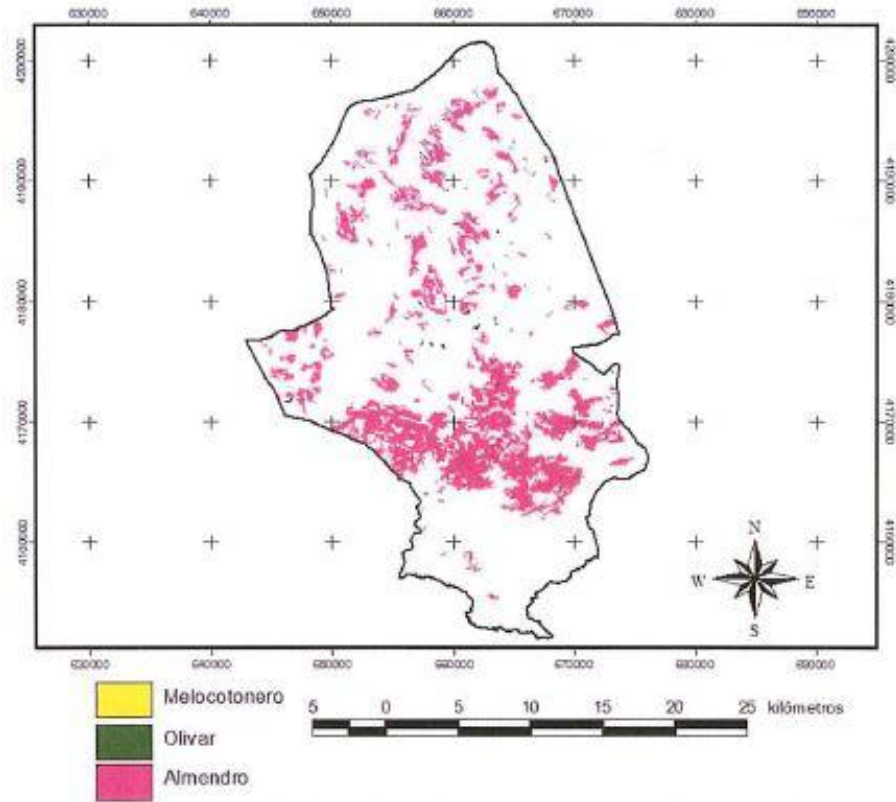 630000 640000 650000 660000 670000 680000 690000
4200000 4200000
4190000 4190000
4180000 4180000
4170000 4170000
4160000 4160000
N
W E
S
630000 640000 650000 660000 670000 680000 690000
Melocotonero
5 0 5 10 15 20 25 kilómetros
Olivar
Almendro